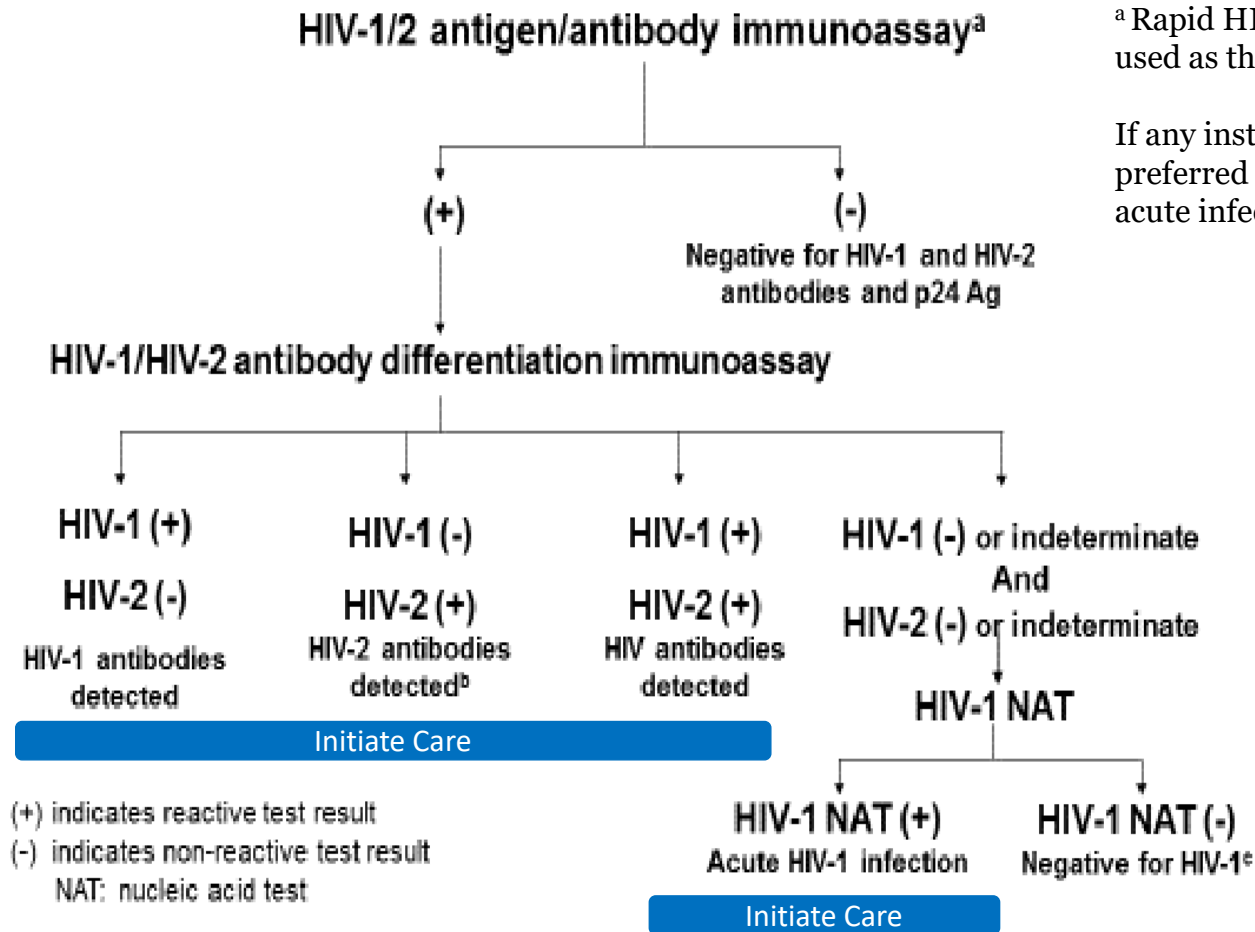 HIV-1/2 antigen/antibody immunoassayᵃ
ᵃ Rapid HI
used as th
If any inst
preferred
acute infec
(+)
(-)
Negative for HIV-1 and HIV-2
antibodies and p24 Ag
HIV-1/HIV-2 antibody differentiation immunoassay
HIV-1 (+)
HIV-2 (-)
HIV-1 antibodies
detected
HIV-1 (-)
HIV-2 (+)
HIV-2 antibodies
detectedᵇ
HIV-1 (+)
HIV-2 (+)
HIV antibodies
detected
HIV-1 (-) or indeterminate
And
HIV-2 (-) or indeterminate
Initiate Care
HIV-1 NAT
HIV-1 NAT (+)
Acute HIV-1 infection
HIV-1 NAT (-)
Negative for HIV-1ᶜ
Initiate Care
(+) indicates reactive test result
(-) indicates non-reactive test result
NAT: nucleic acid test